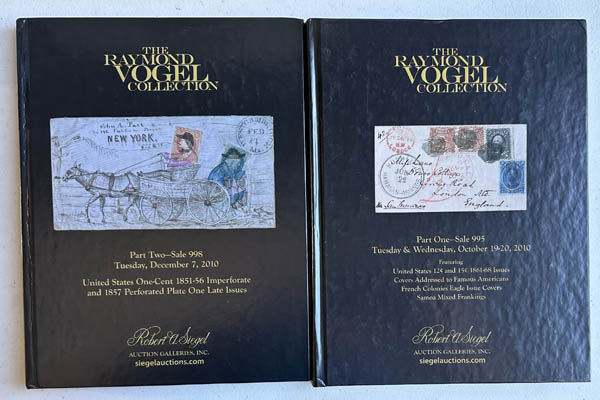 THE
RAYMOND
VOGEL
COLLECTION
NEW YORK.
Part Two—Sale 998
Tuesday, December 7, 2010
United States One-Cent 1851-56 Imperforate
and 1857 Perforated Plate One Late Issues
Robert A. Siegel
AUCTION GALLERIES, INC.
siegelauctions.com
THE
RAYMOND
VOGEL
COLLECTION
London
England.
Part One—Sale 995
Tuesday & Wednesday, October 19-20, 2010
Featuring
United States 12¢ and 15¢ 1861-68 Issues
Covers Addressed to Famous Americans
French Colonies Eagle Issue Covers
Samoa Mixed Frankings
Robert A. Siegel
AUCTION GALLERIES, INC.
siegelauctions.com